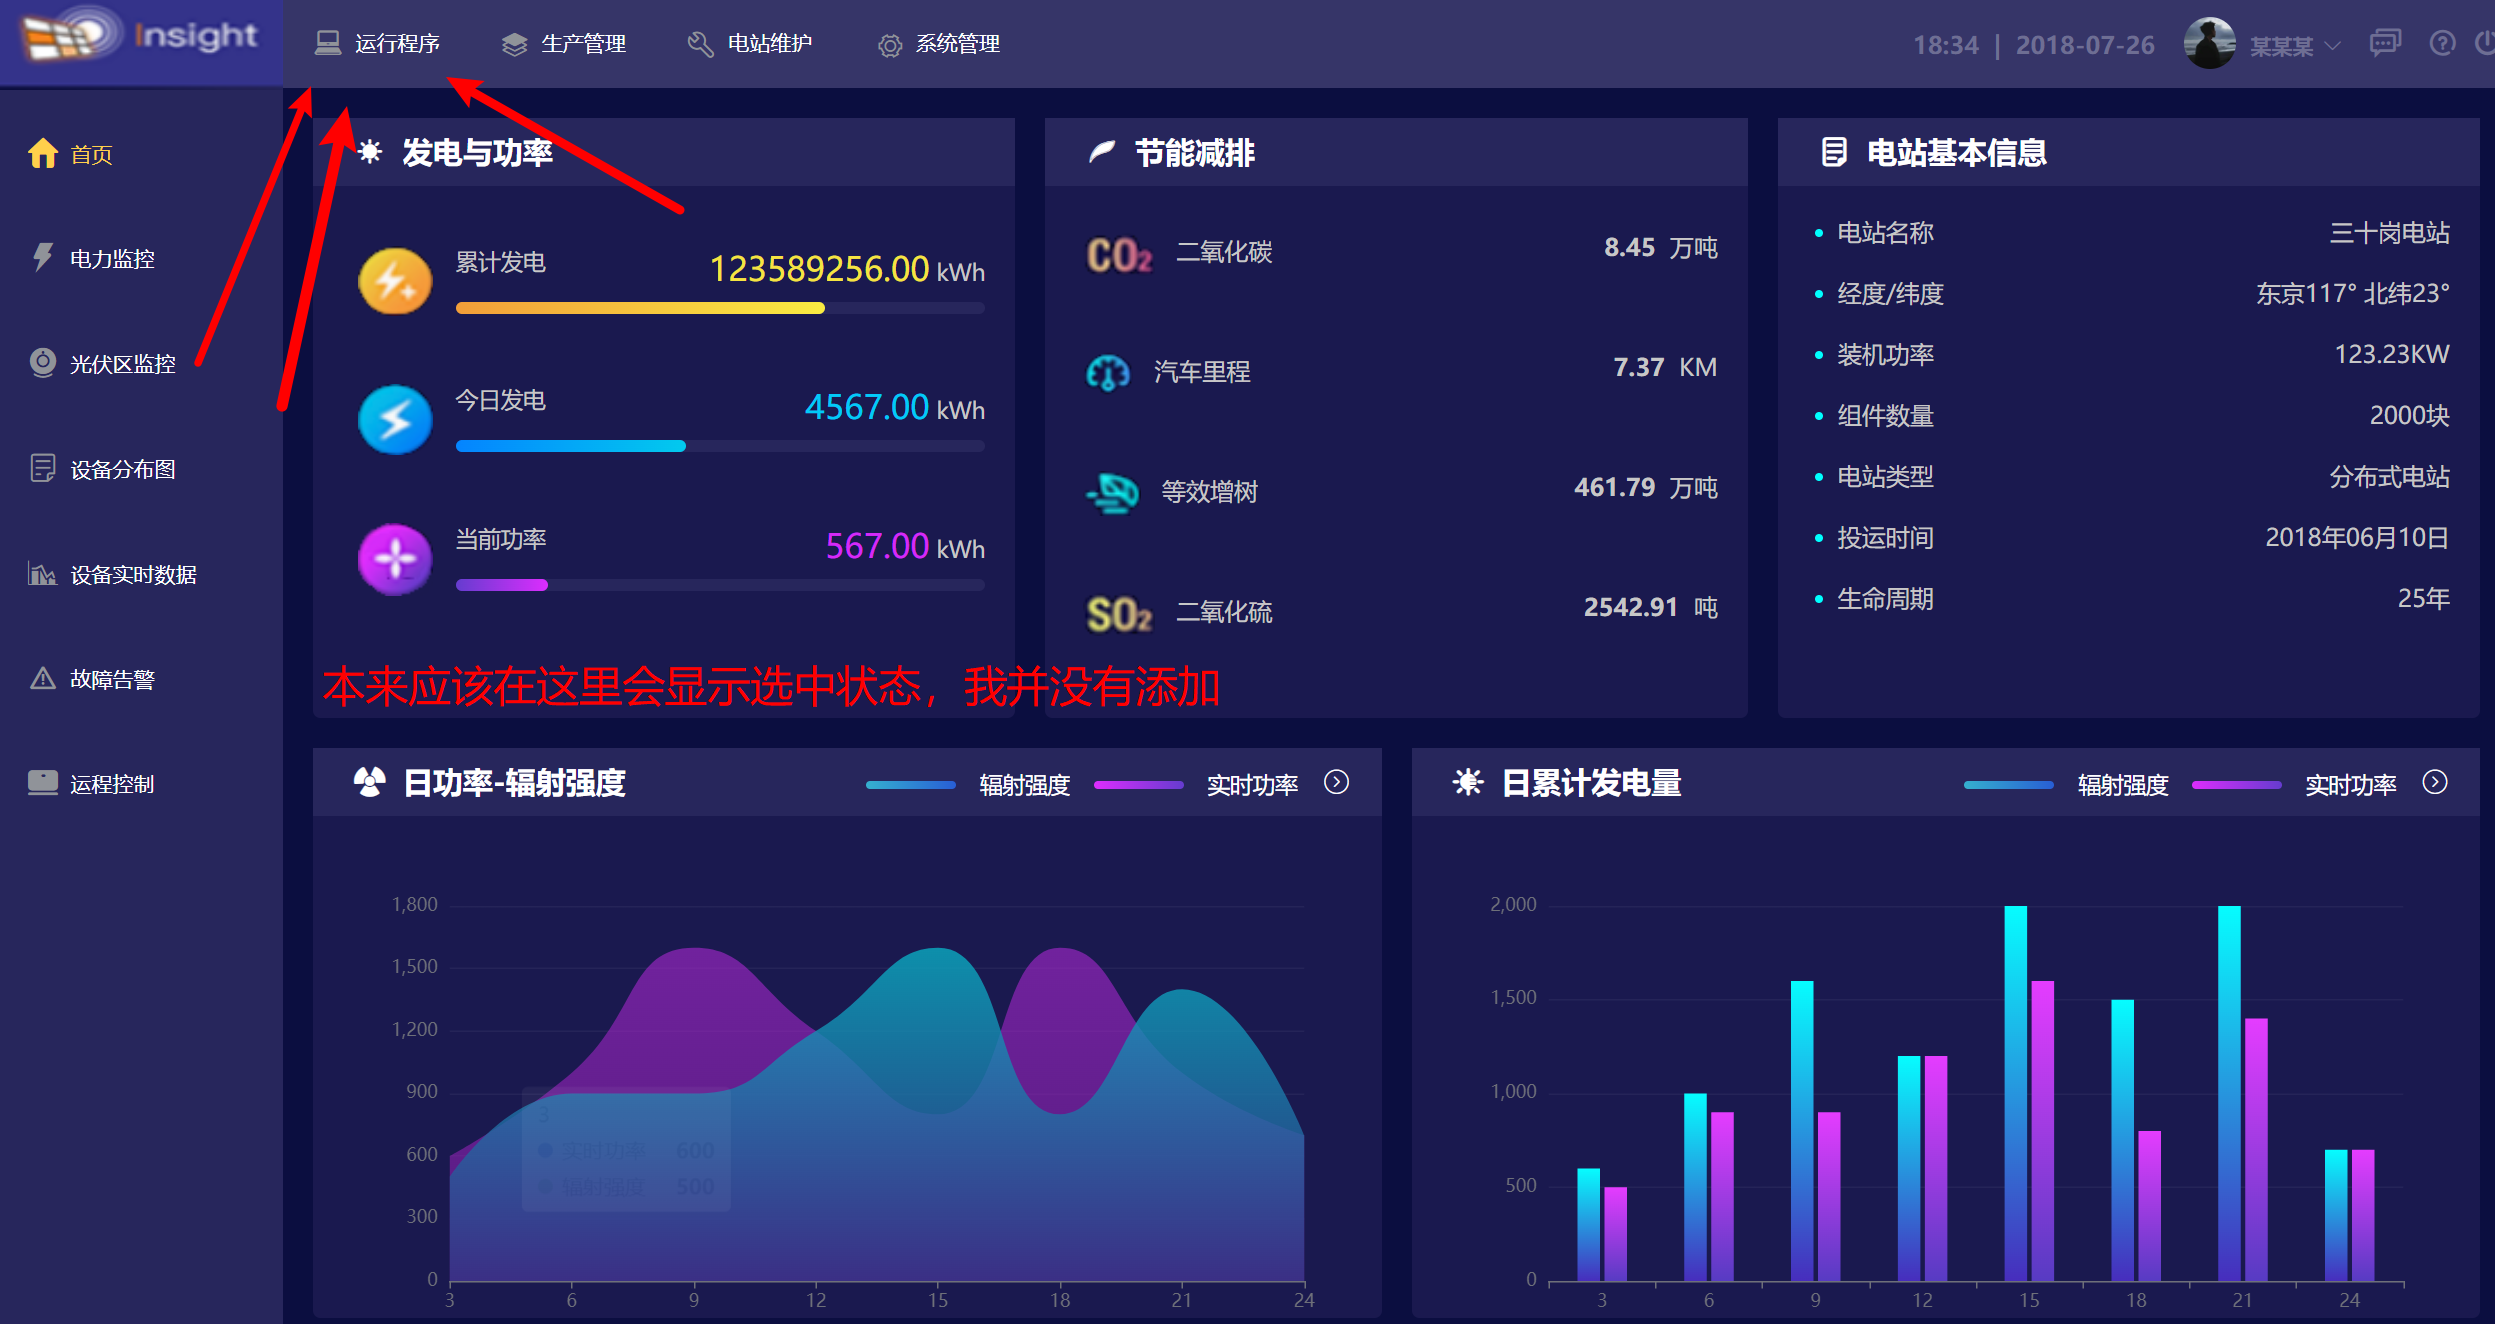 Insight
运行程序
生产管理
电站维护
系统管理
18:34 | 2018-07-26
某某某
首页
电力监控
光伏区监控
设备分布图
设备实时数据
故障告警
运程控制
发电与功率
累计发电 123589256.00 kWh
今日发电 4567.00 kWh
当前功率 567.00 kWh
节能减排
CO2 二氧化碳 8.45 万吨
汽车里程 7.37 KM
等效增树 461.79 万吨
SO2 二氧化硫 2542.91 吨
电站基本信息
电站名称 三十岗电站
经度/纬度 东京117° 北纬23°
装机功率 123.23KW
组件数量 2000块
电站类型 分布式电站
投运时间 2018年06月10日
生命周期 25年
本来应该在这里会显示选中状态，我并没有添加
日功率-辐射强度 辐射强度 实时功率
1,800
1,500
1,200
900
600
300
0
3 6 9 12 15 18 21 24
3
实时功率 600
辐射强度 500
日累计发电量 辐射强度 实时功率
2,000
1,500
1,000
500
0
3 6 9 12 15 18 21 24